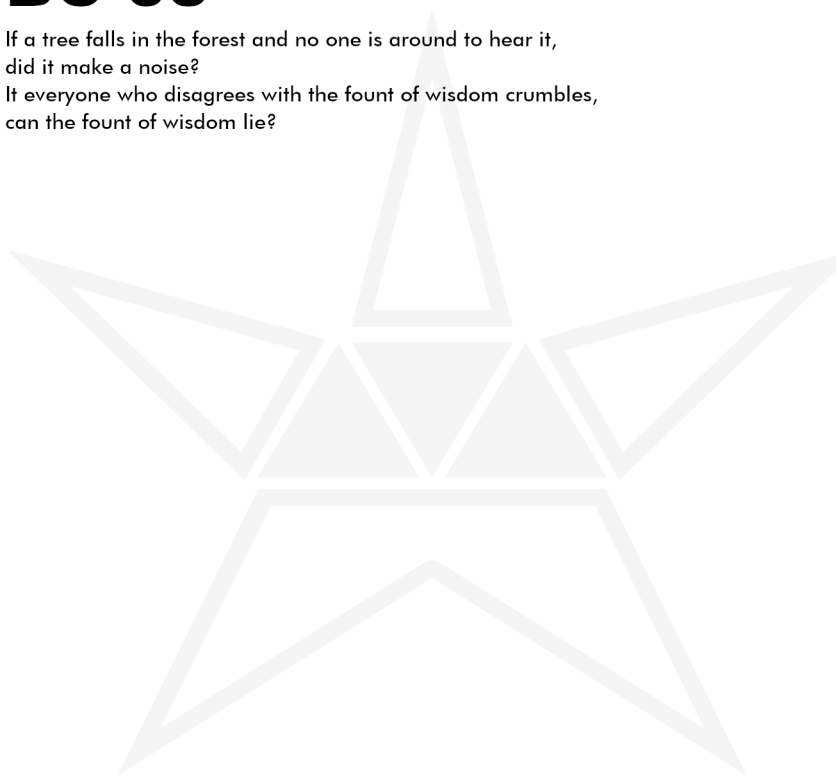 If a tree falls in the forest and no one is around to hear it,
did it make a noise?
It everyone who disagrees with the fount of wisdom crumbles,
can the fount of wisdom lie?